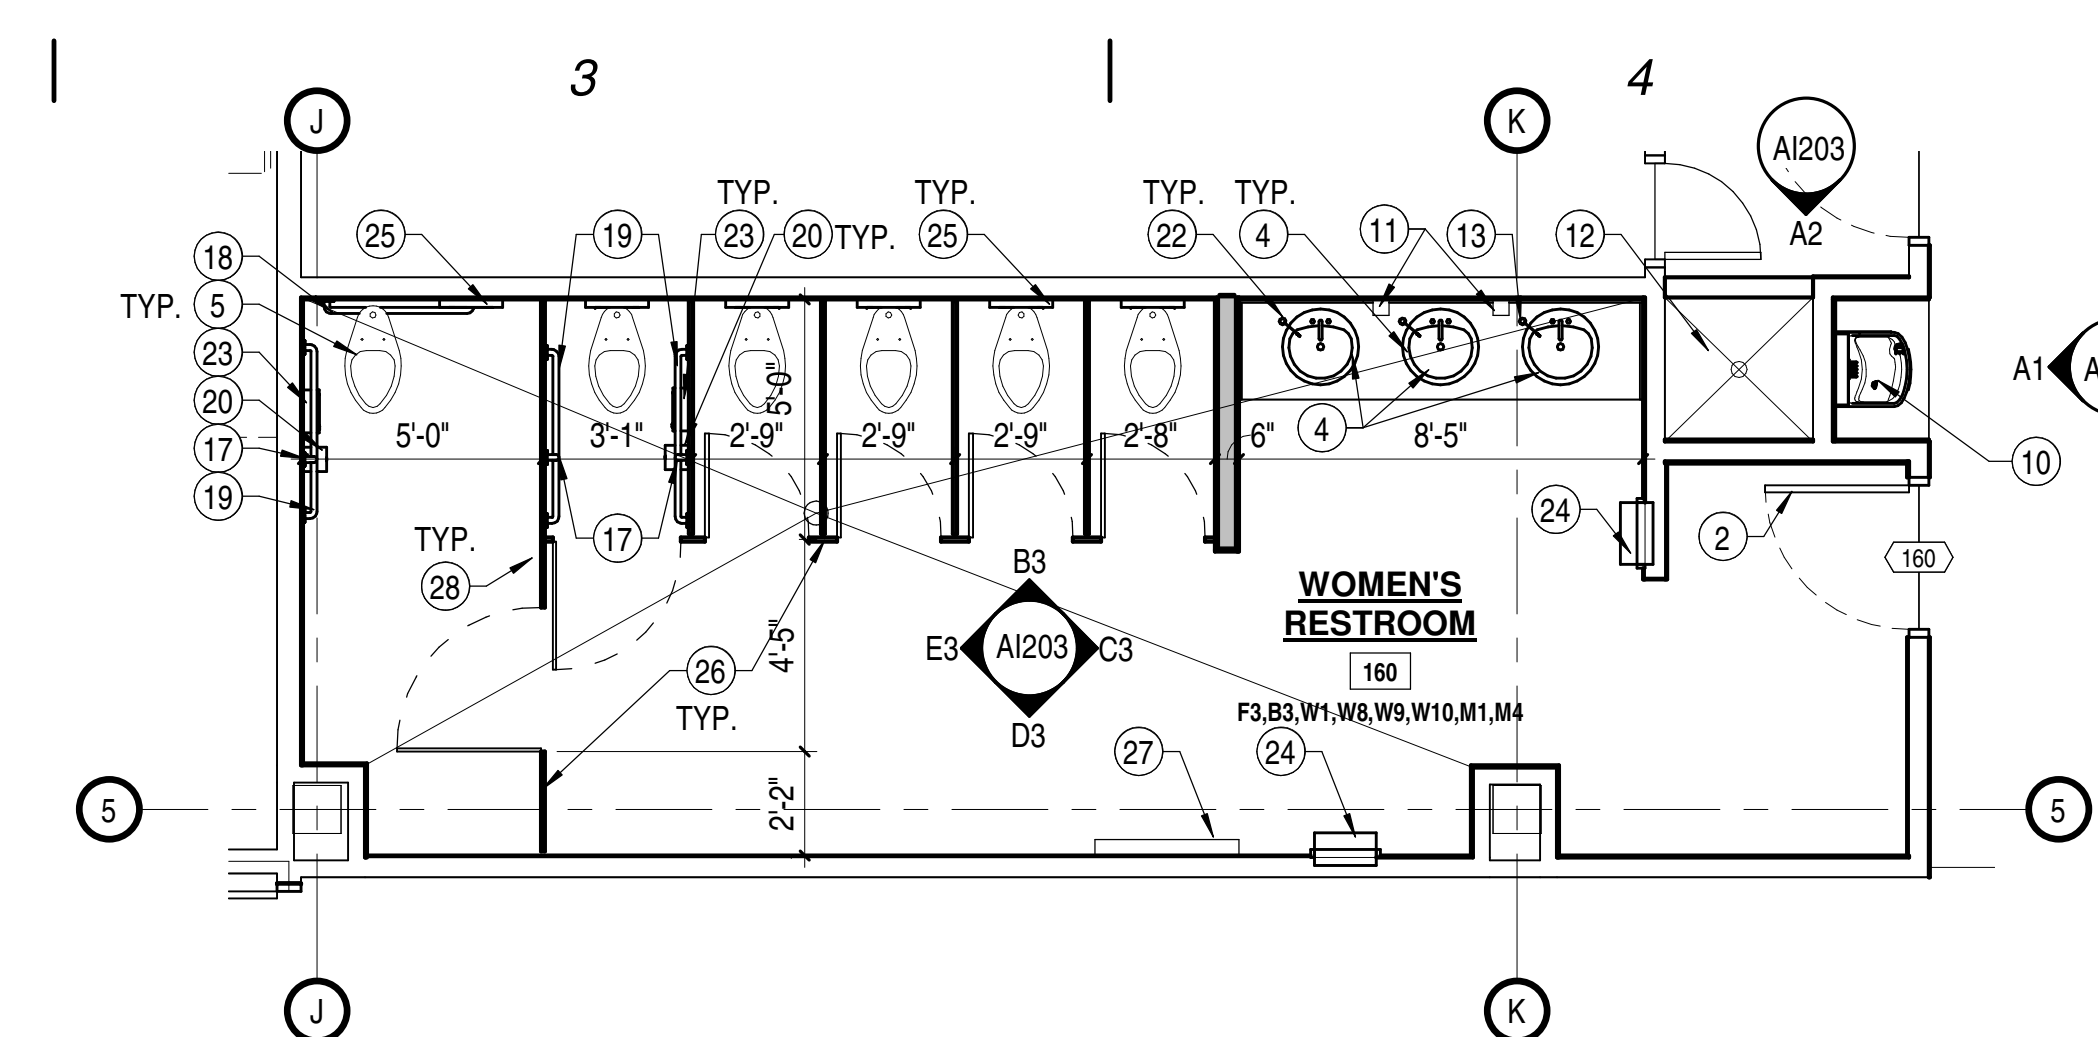 3
4
J
K
AI203
A2
TYP.
TYP.
TYP.
TYP.
18
25
19
23
20
TYP.
25
22
4
11
13
12
TYP.
5
23
20
17
19
A1
5'-0"
3'-1"
2'-9"
2'-9"
2'-9"
2'-8"
6"
4
8'-5"
5'-0"
10
24
2
160
TYP.
28
17
B3
E3
AI203
C3
D3
WOMEN'S
RESTROOM
160
F3,B3,W1,W8,W9,W10,M1,M4
4'-5"
26
TYP.
27
24
5
2'-2"
5
J
K